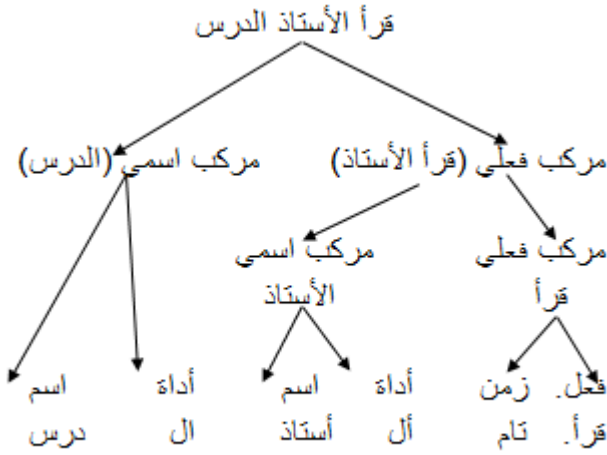 قرأ الأستاذ الدرس
مركب فعلي (قرأ الأستاذ) مركب اسمي (الدرس)
مركب فعلي مركب اسمي
قرأ الأستاذ
فعل. زمن أداة اسم أداة اسم
قرأ. تام أل أستاذ ال درس